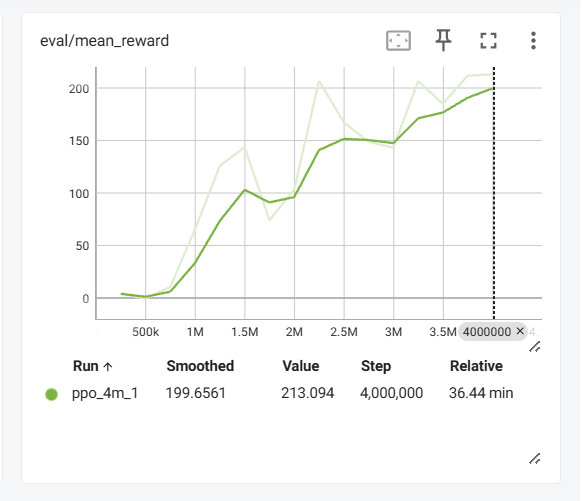 eval/mean_reward
200
150
100
50
0
500k 1M 1.5M 2M 2.5M 3M 3.5M 4000000 ×
Run ↑ Smoothed Value Step Relative
ppo_4m_1 199.6561 213.094 4,000,000 36.44 min